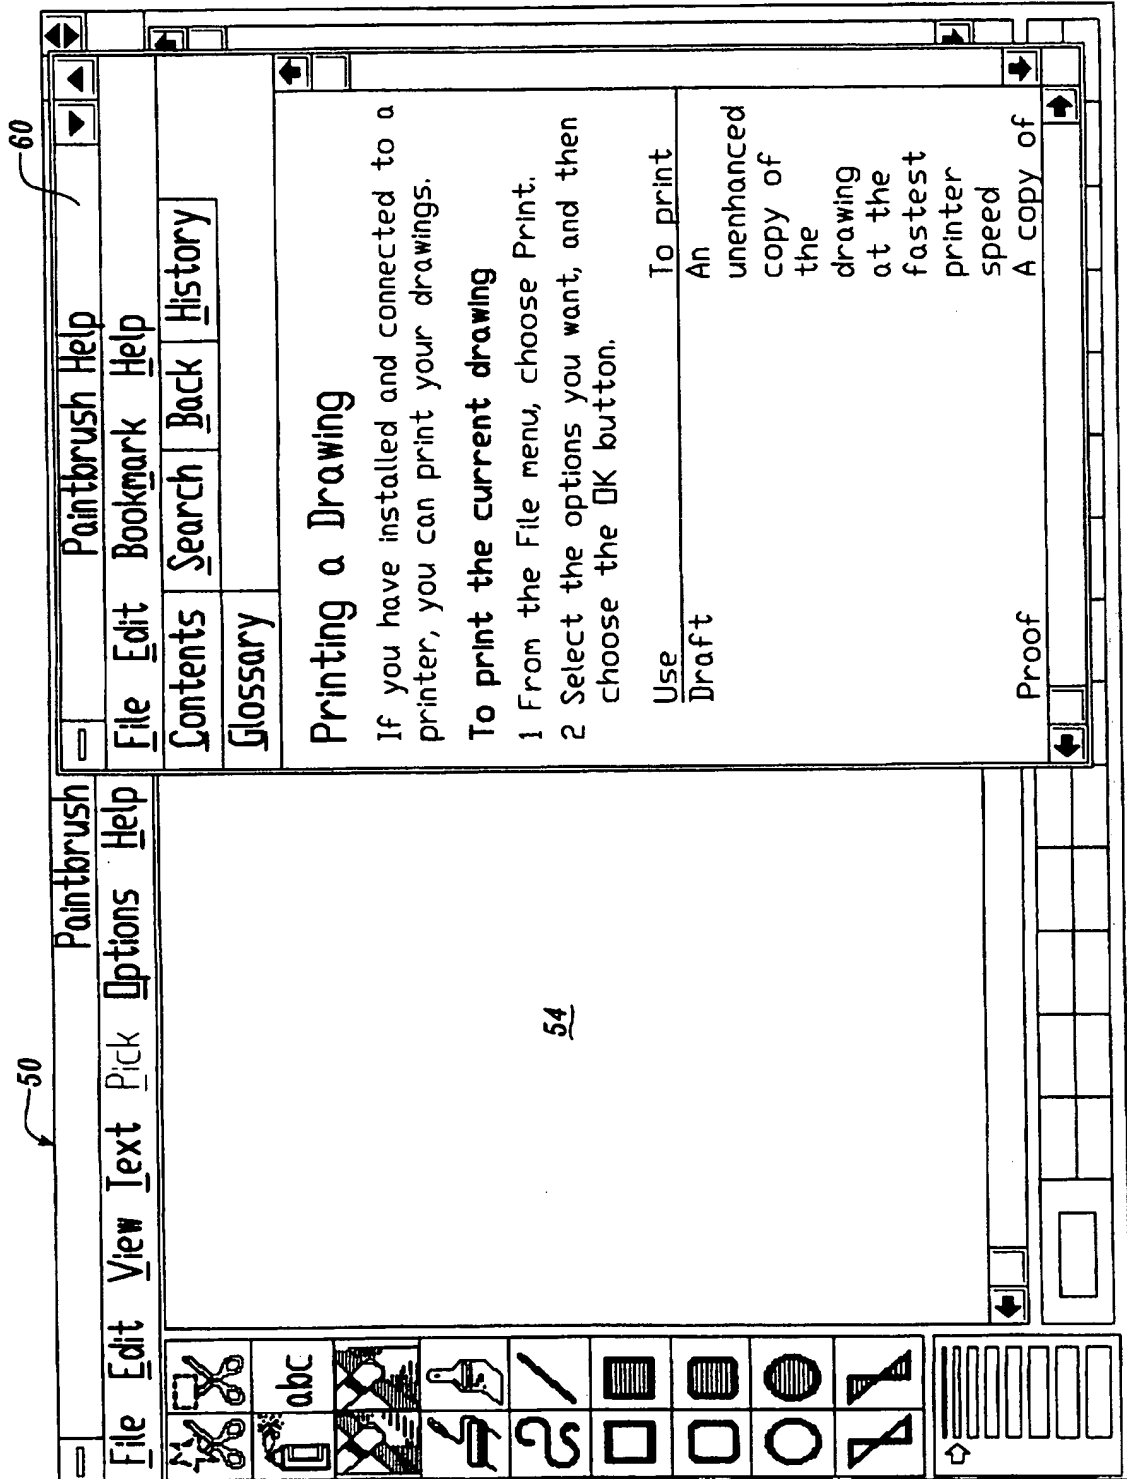 50
60
Paintbrush
File Edit View Text Pick Options Help
abc
54
Paintbrush Help
File Edit Bookmark Help
Contents Search Back History
Glossary
Printing a Drawing
If you have installed and connected to a
printer, you can print your drawings.
To print the current drawing
1 From the File menu, choose Print.
2 Select the options you want, and then
choose the OK button.
Use To print
Draft An
unenhanced
copy of
the
drawing
at the
fastest
printer
speed
Proof A copy of